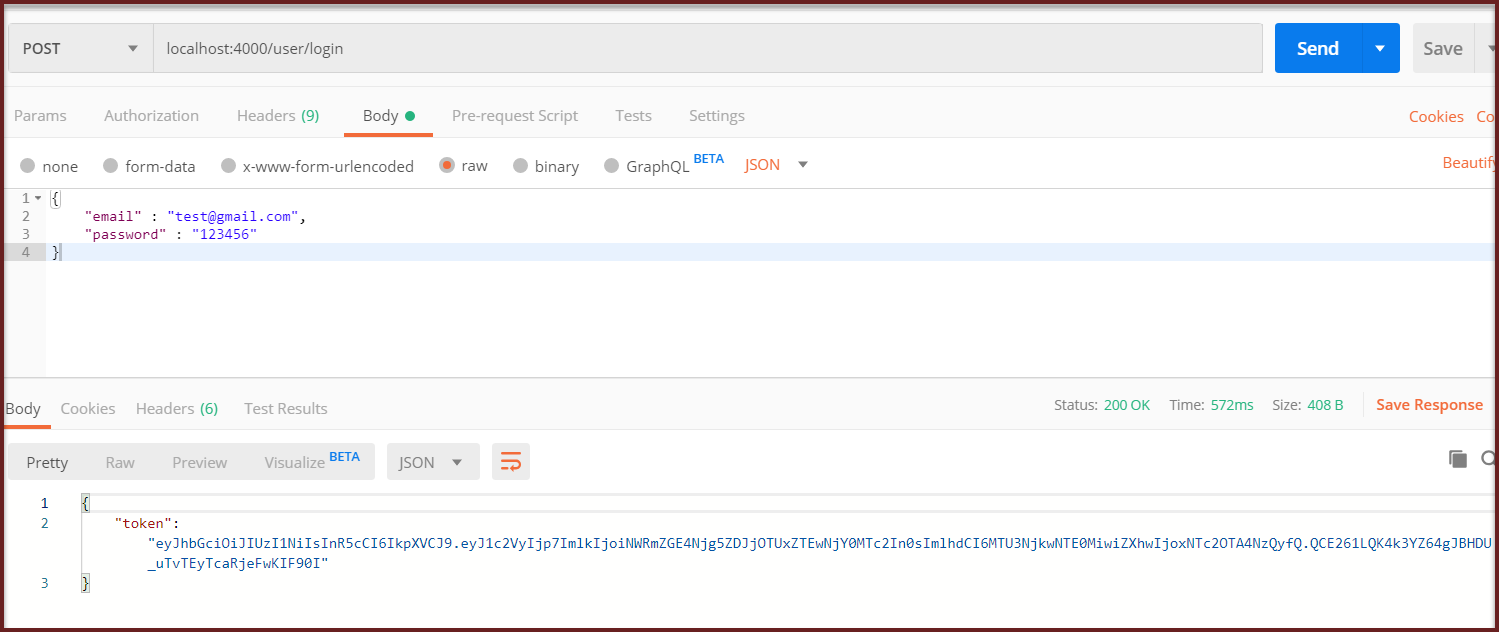 POST localhost:4000/user/login Send Save
Params Authorization Headers (9) Body Pre-request Script Tests Settings Cookies Co
none form-data x-www-form-urlencoded raw binary GraphQL BETA JSON Beautify
1 {
2 "email" : "test@gmail.com",
3 "password" : "123456"
4 }
Body Cookies Headers (6) Test Results Status: 200 OK Time: 572ms Size: 408 B Save Response
Pretty Raw Preview Visualize BETA JSON
1 {
2 "token":
"eyJhbGciOiJIUzI1NiIsInR5cCI6IkpXVCJ9.eyJ1c2VyIjp7ImlkIjoiNWRmZGE4Njg5ZDJjOTUxZTEwNjY0MTc2In0sImlhdCI6MTU3NjkwNTE0MiwiZXhwIjoxNTc2OTA4NzQyfQ.QCE261LQK4k3YZ64gJBHDU
_uTvTEyTcaRjeFwKIF90I"
3 }